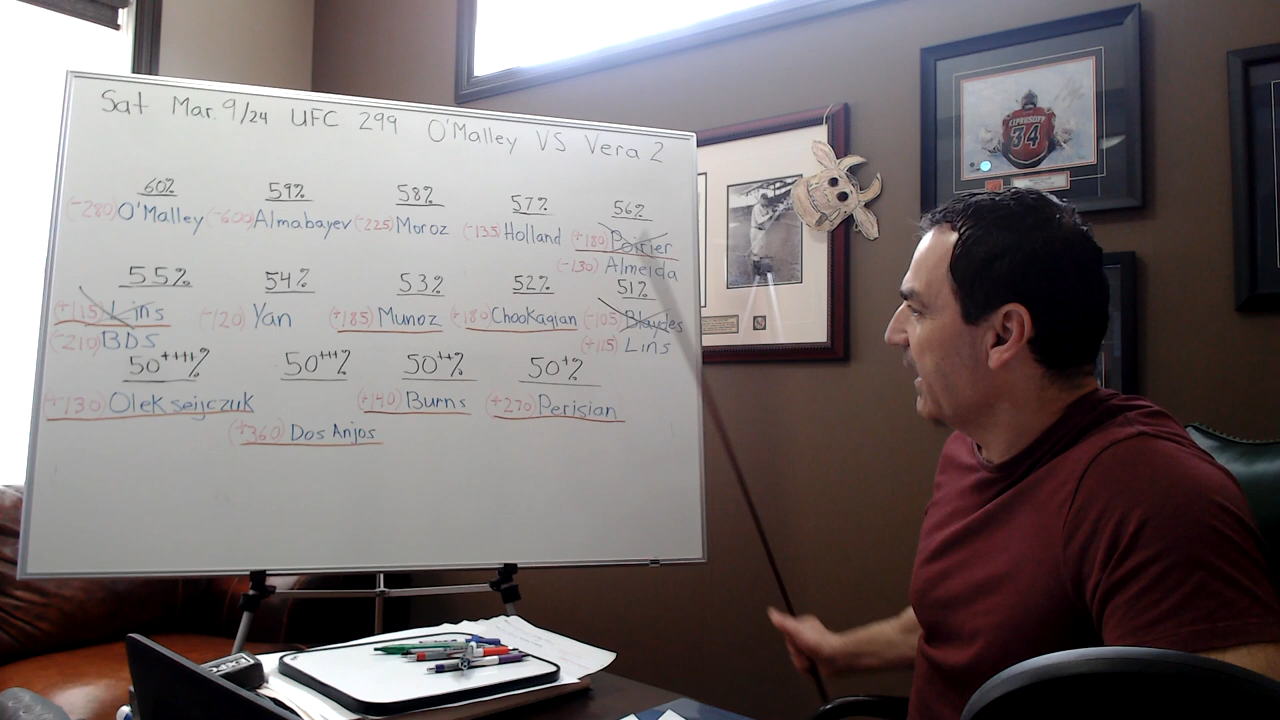 Sat Mar. 9/24 UFC 299 O'Malley VS Vera 2
60% 59% 58% 57% 56%
(-280) O'Malley (-600) Almabayev (-225) Moroz (-135) Holland (+180) Poirier
(-130) Almeida
55% 54% 53% 52% 51%
(+115) Lins (-120) Yan (+185) Munoz (+180) Chookagian (-105) Blaydes
(-210) BDS (+115) Lins
50++++% 50+++% 50++% 50+%
(+130) Olekseijczuk (+140) Burns (+270) Perisian
(+360) Dos Anjos
KIPRUSOFF
34